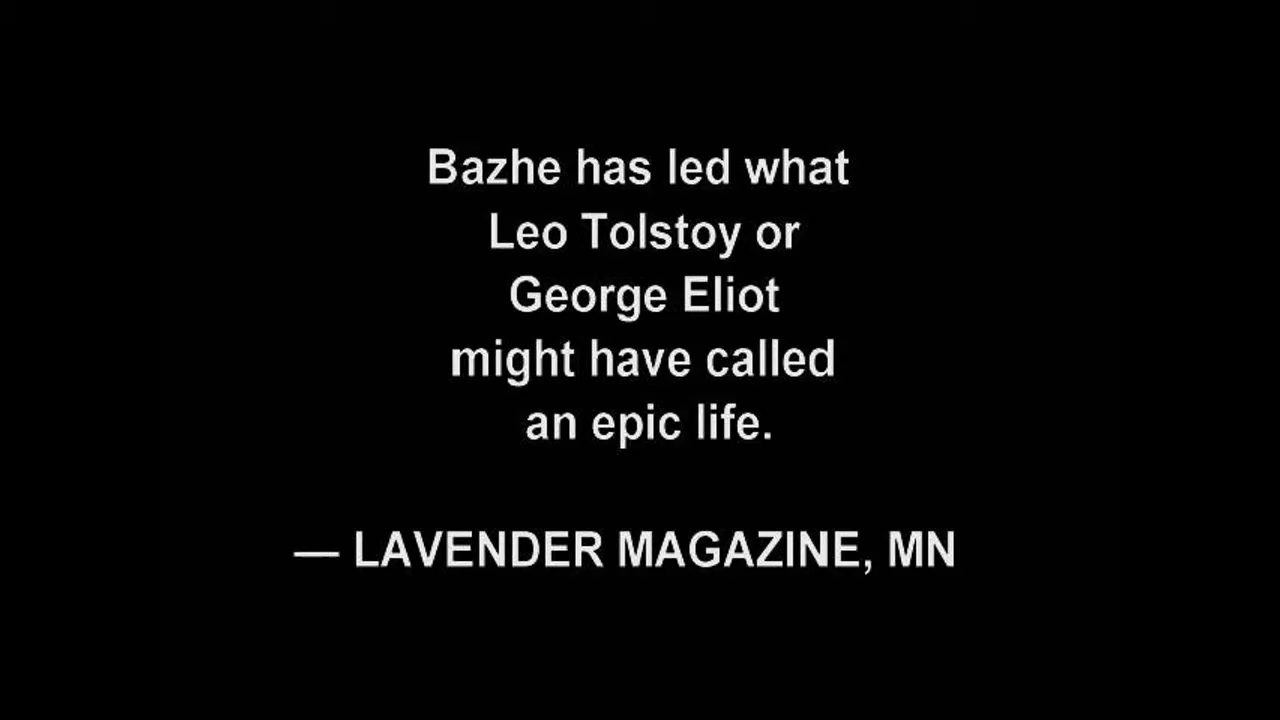 Bazhe has led what
Leo Tolstoy or
George Eliot
might have called
an epic life.
— LAVENDER MAGAZINE, MN